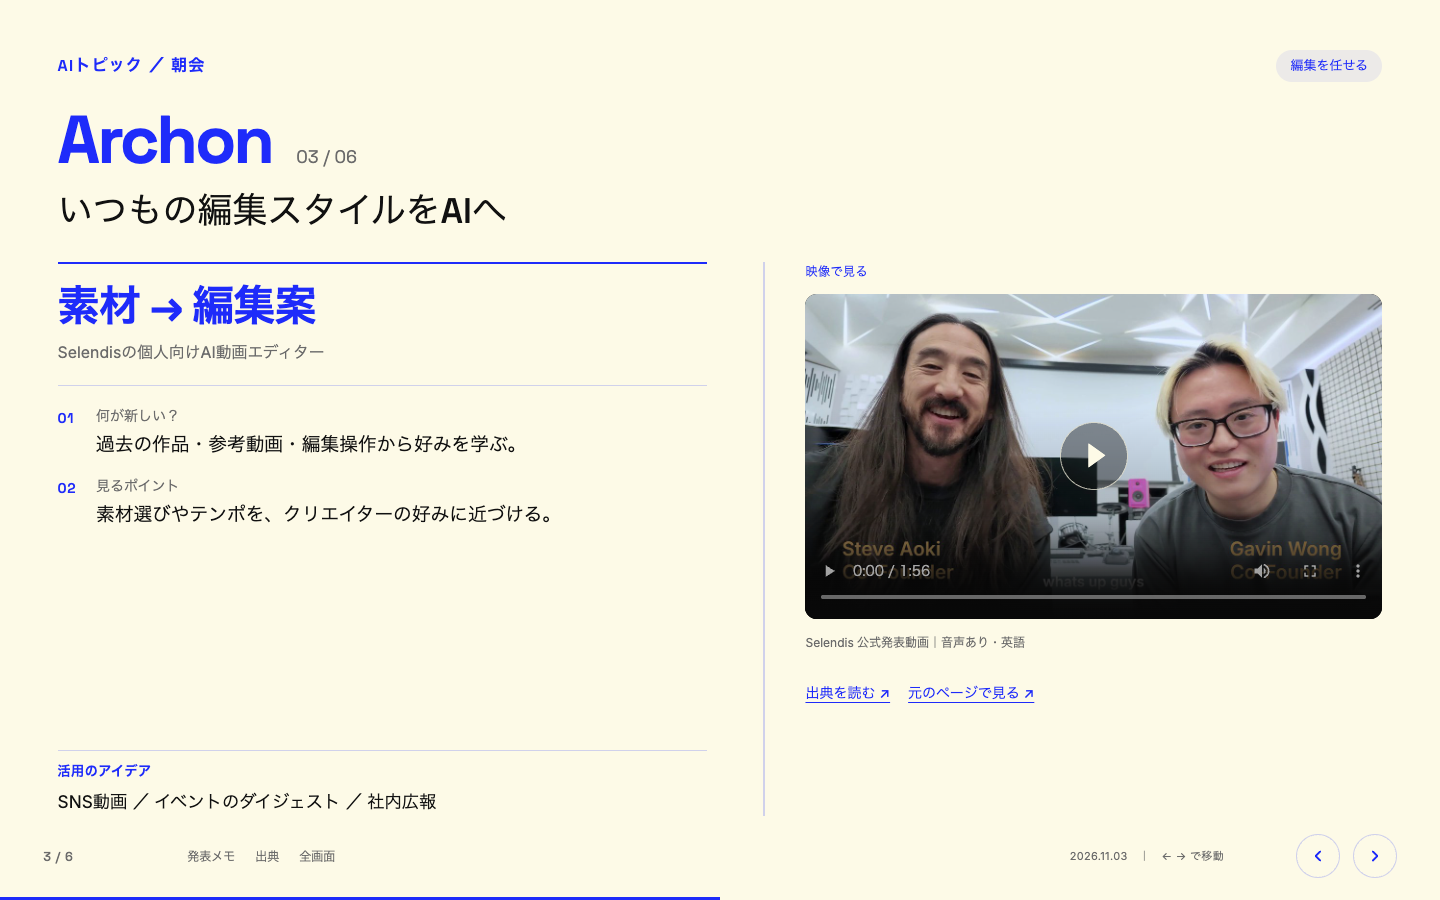 AIトピック ／ 朝会
編集を任せる
Archon 03 / 06
いつもの編集スタイルをAIへ
素材 → 編集案
Selendisの個人向けAI動画エディター
01 何が新しい？
過去の作品・参考動画・編集操作から好みを学ぶ。
02 見るポイント
素材選びやテンポを、クリエイターの好みに近づける。
活用のアイデア
SNS動画 ／ イベントのダイジェスト ／ 社内広報
映像で見る
Steve Aoki
Co-Founder
Gavin Wong
Co-Founder
whats up guys
0:00 / 1:56
Selendis 公式発表動画｜音声あり・英語
出典を読む ↗ 元のページで見る ↗
3 / 6 発表メモ 出典 全画面
2026.11.03 | ← → で移動